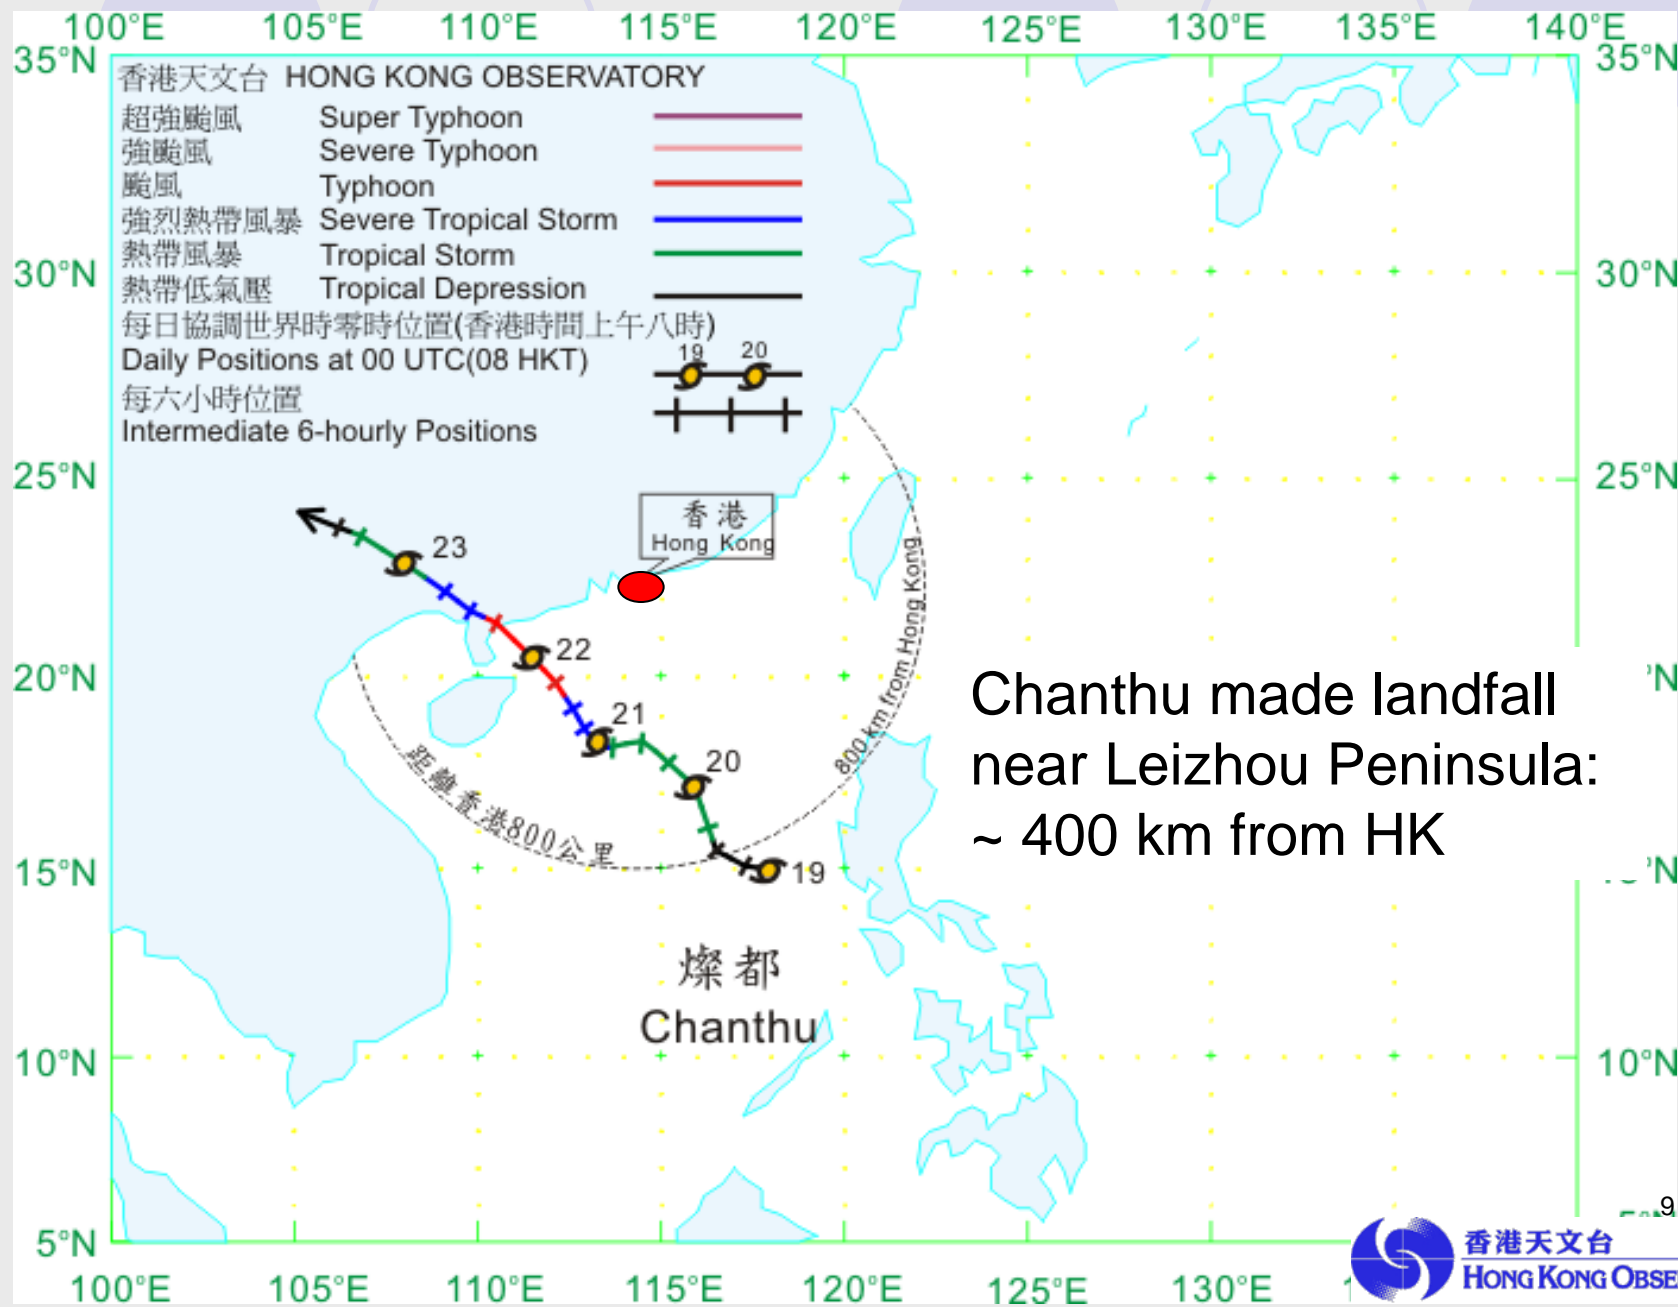 100°E 105°E 110°E 115°E 120°E 125°E 130°E 135°E 140°E
35°N 35°N
香港天文台 HONG KONG OBSERVATORY
超強颱風 Super Typhoon
強颱風 Severe Typhoon
颱風 Typhoon
強烈熱帶風暴 Severe Tropical Storm
熱帶風暴 Tropical Storm
30°N 30°N
熱帶低氣壓 Tropical Depression
每日協調世界時零時位置(香港時間上午八時)
Daily Positions at 00 UTC(08 HKT)
19 20
每六小時位置
Intermediate 6-hourly Positions
25°N 25°N
香港
Hong Kong
23
22
21
20
19
800 km from Hong Kong
距離香港800公里
20°N °N
Chanthu made landfall
near Leizhou Peninsula:
~ 400 km from HK
15°N °N
燦都
Chanthu
10°N 10°N
9
5°N
香港天文台
HONG KONG OBSE
100°E 105°E 110°E 115°E 120°E 125°E 130°E 1